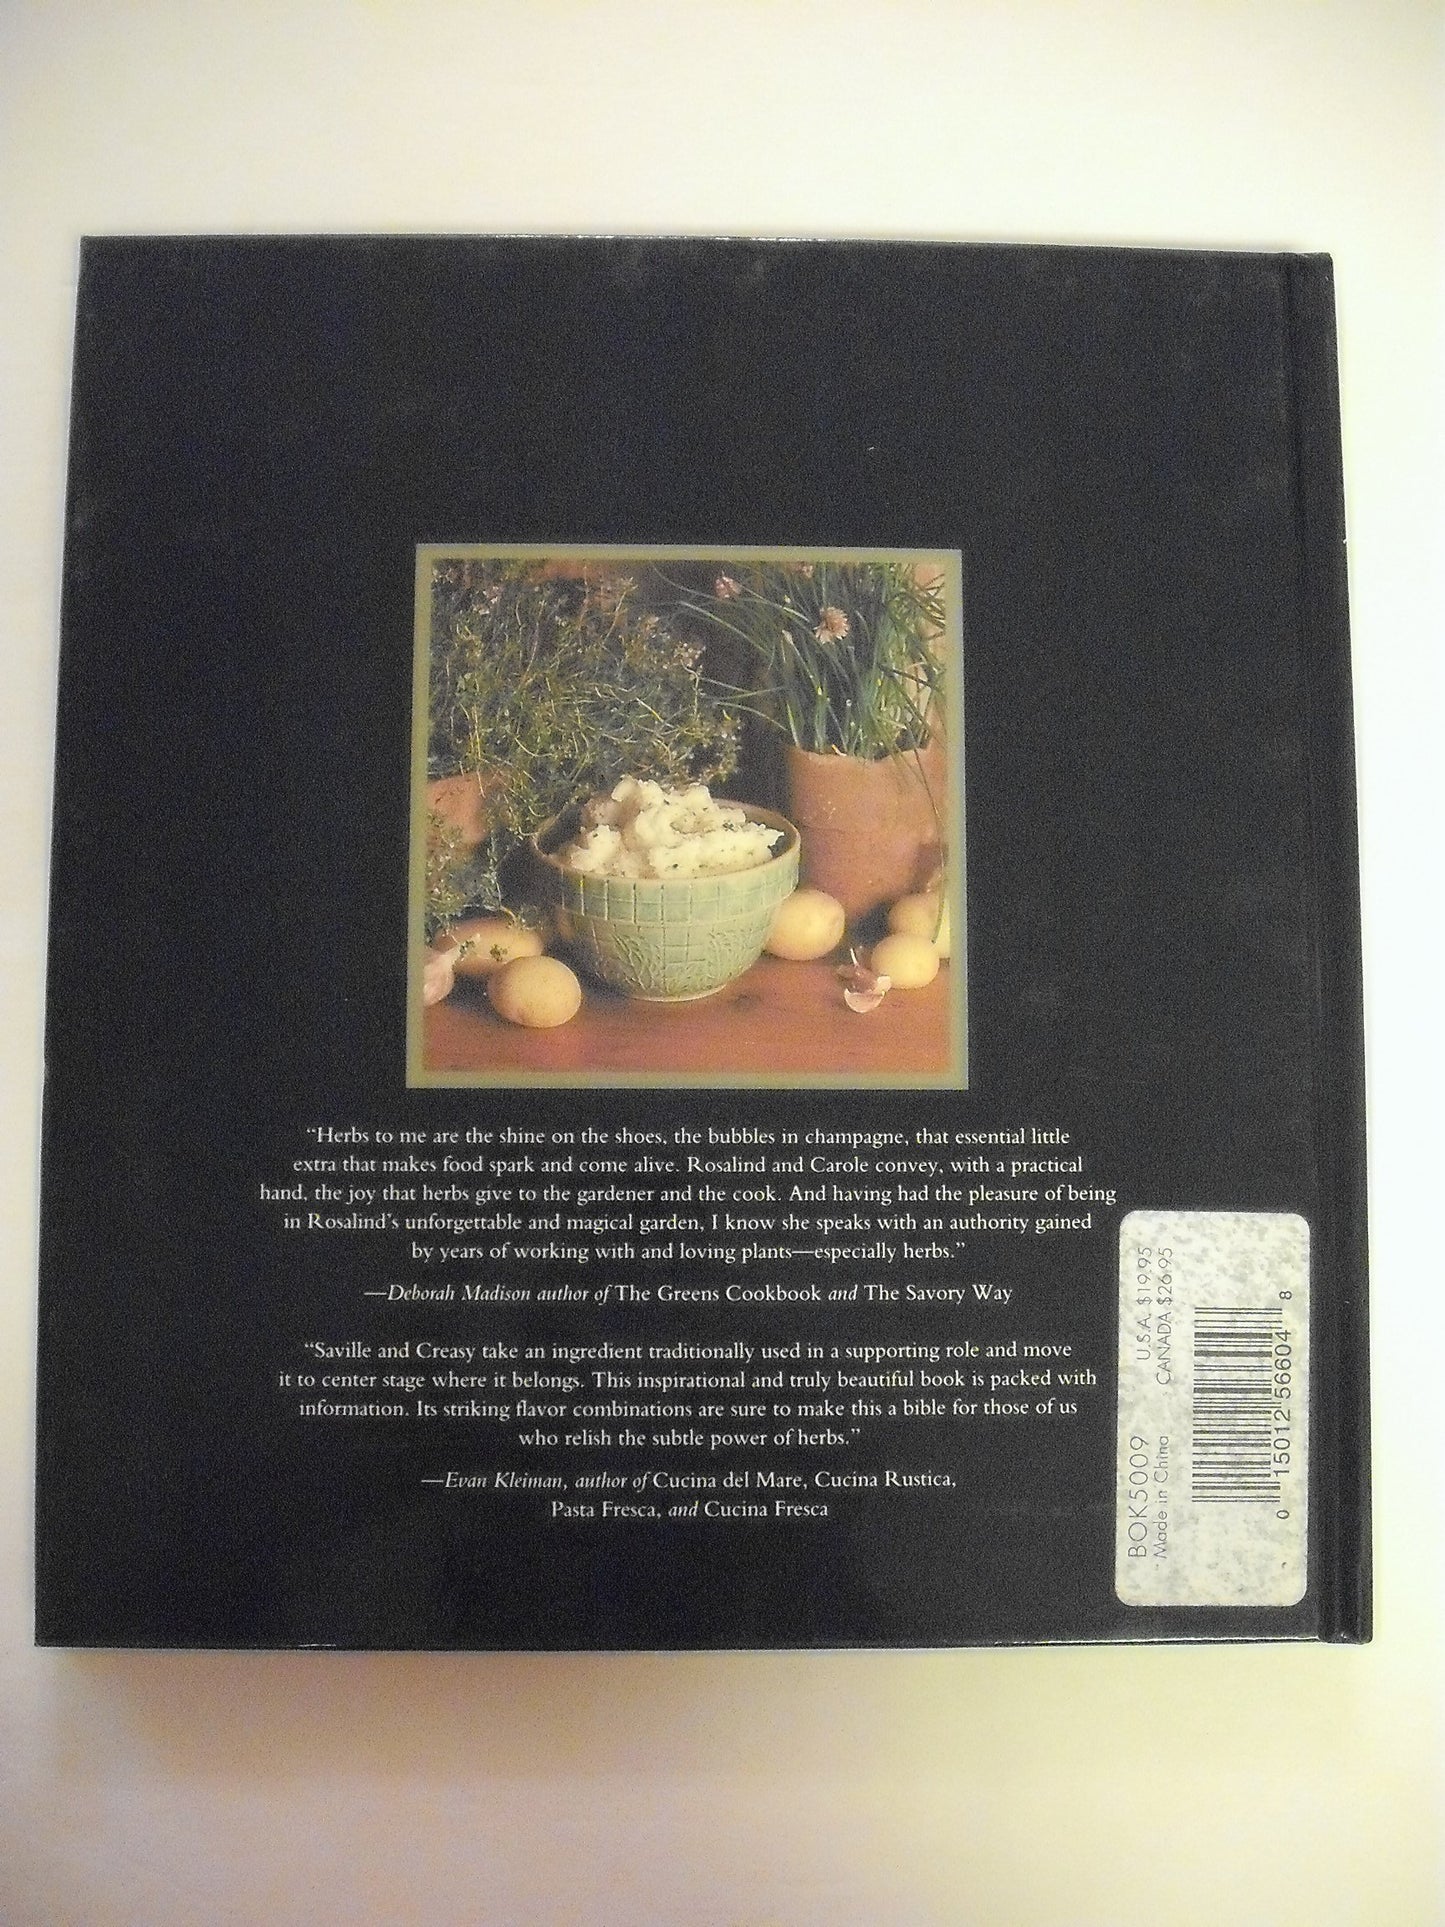 “Herbs to me are the shine on the shoes, the bubbles in champagne, that essential little
extra that makes food spark and come alive. Rosalind and Carole convey, with a practical
hand, the joy that herbs give to the gardener and the cook. And having had the pleasure of being
in Rosalind’s unforgettable and magical garden, I know she speaks with an authority gained
by years of working with and loving plants—especially herbs.”
—Deborah Madison author of The Greens Cookbook and The Savory Way
“Saville and Creasy take an ingredient traditionally used in a supporting role and move
it to center stage where it belongs. This inspirational and truly beautiful book is packed with
information. Its striking flavor combinations are sure to make this a bible for those of us
who relish the subtle power of herbs.”
—Evan Kleiman, author of Cucina del Mare, Cucina Rustica,
Pasta Fresca, and Cucina Fresca
BOK5009 U.S.A. $19.95
Made in China CANADA $26.95
0 15012 56604 8